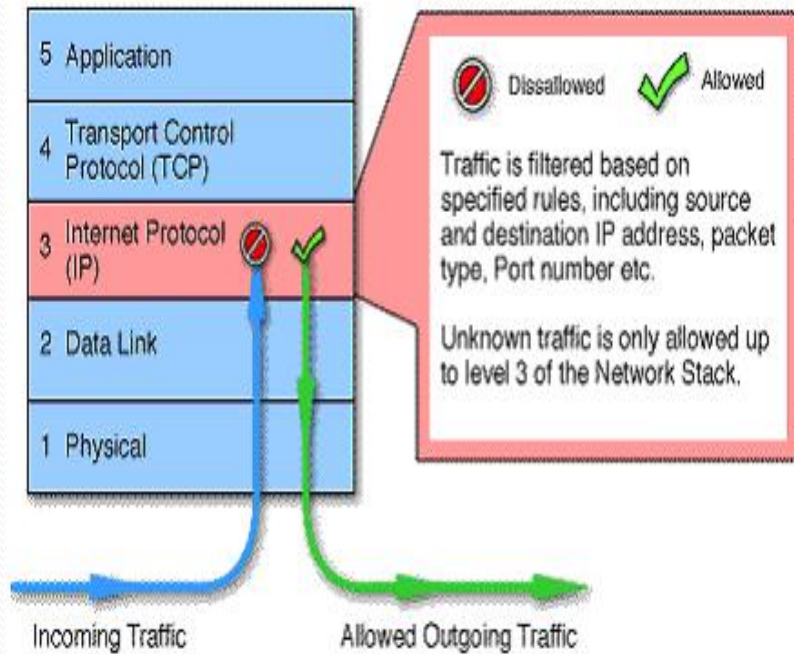 5 Application
4 Transport Control
Protocol (TCP)
3 Internet Protocol
(IP)
2 Data Link
1 Physical
Incoming Traffic
Allowed Outgoing Traffic
Dissallowed
Allowed
Traffic is filtered based on
specified rules, including source
and destination IP address, packet
type, Port number etc.
Unknown traffic is only allowed up
to level 3 of the Network Stack.